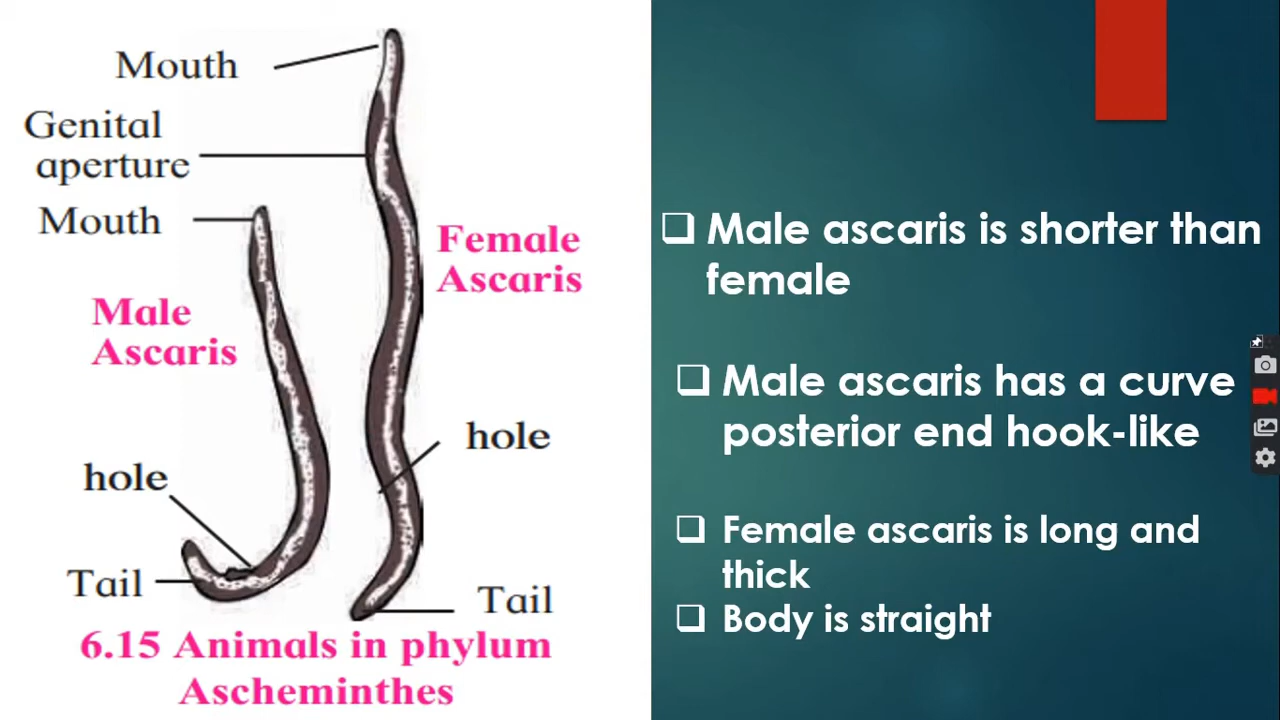 Mouth
Genital
aperture
Mouth
Female
Ascaris
Male
Ascaris
hole
hole
Tail
Tail
6.15 Animals in phylum
Ascheminthes
Male ascaris is shorter than
female
Male ascaris has a curve
posterior end hook-like
Female ascaris is long and
thick
Body is straight